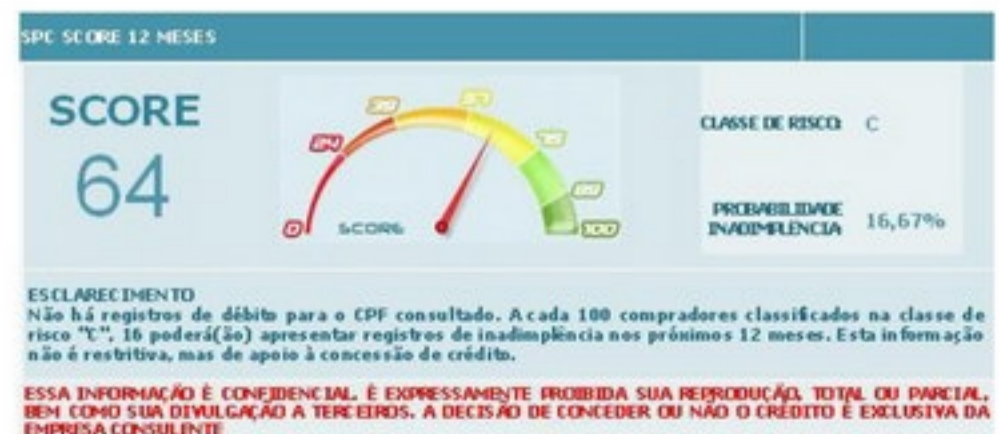 SPC SCORE 12 MESES
SCORE
64
0
24
39
57
75
89
100
SCORE
CLASSE DE RISCO: C
PROBABILIDADE
INADIMPLENCIA 16,67%
ESCLARECIMENTO
Não há registros de débito para o CPF consultado. A cada 100 compradores classificados na classe de
risco "C", 16 poderá(ão) apresentar registros de inadimplência nos próximos 12 meses. Esta informação
não é restritiva, mas de apoio à concessão de crédito.
ESSA INFORMAÇÃO É CONFIDENCIAL. É EXPRESSAMENTE PROIBIDA SUA REPRODUÇÃO, TOTAL OU PARCIAL,
BEM COMO SUA DIVULGAÇÃO A TERCEIROS. A DECISÃO DE CONCEDER OU NÃO O CRÉDITO É EXCLUSIVA DA
EMPRESA CONSULENTE